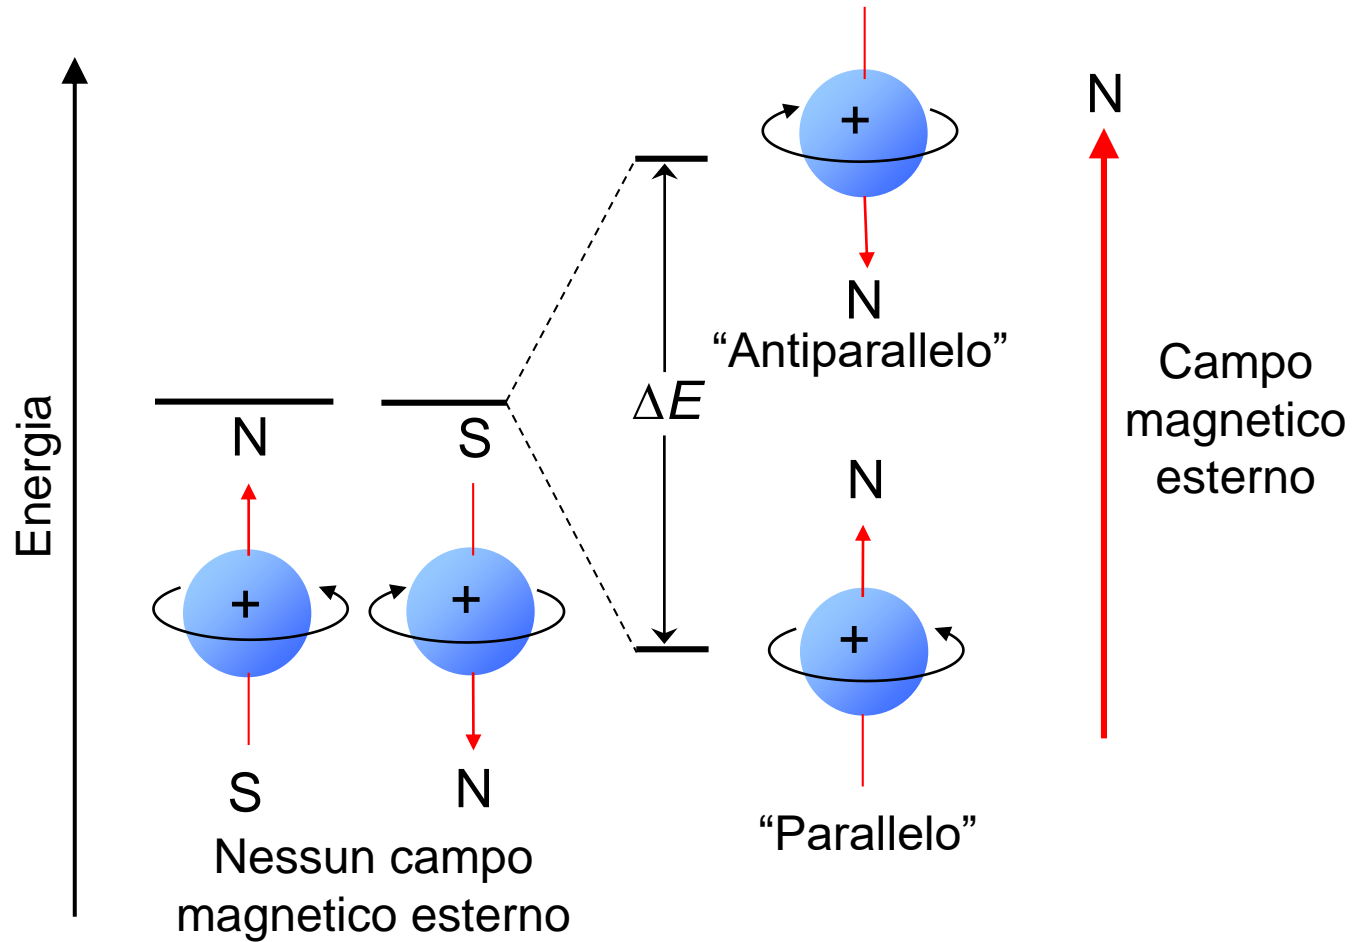 Energia
N
S
+
+
S
N
Nessun campo
magnetico esterno
ΔE
+
N
“Antiparallelo”
N
+
“Parallelo”
N
Campo
magnetico
esterno